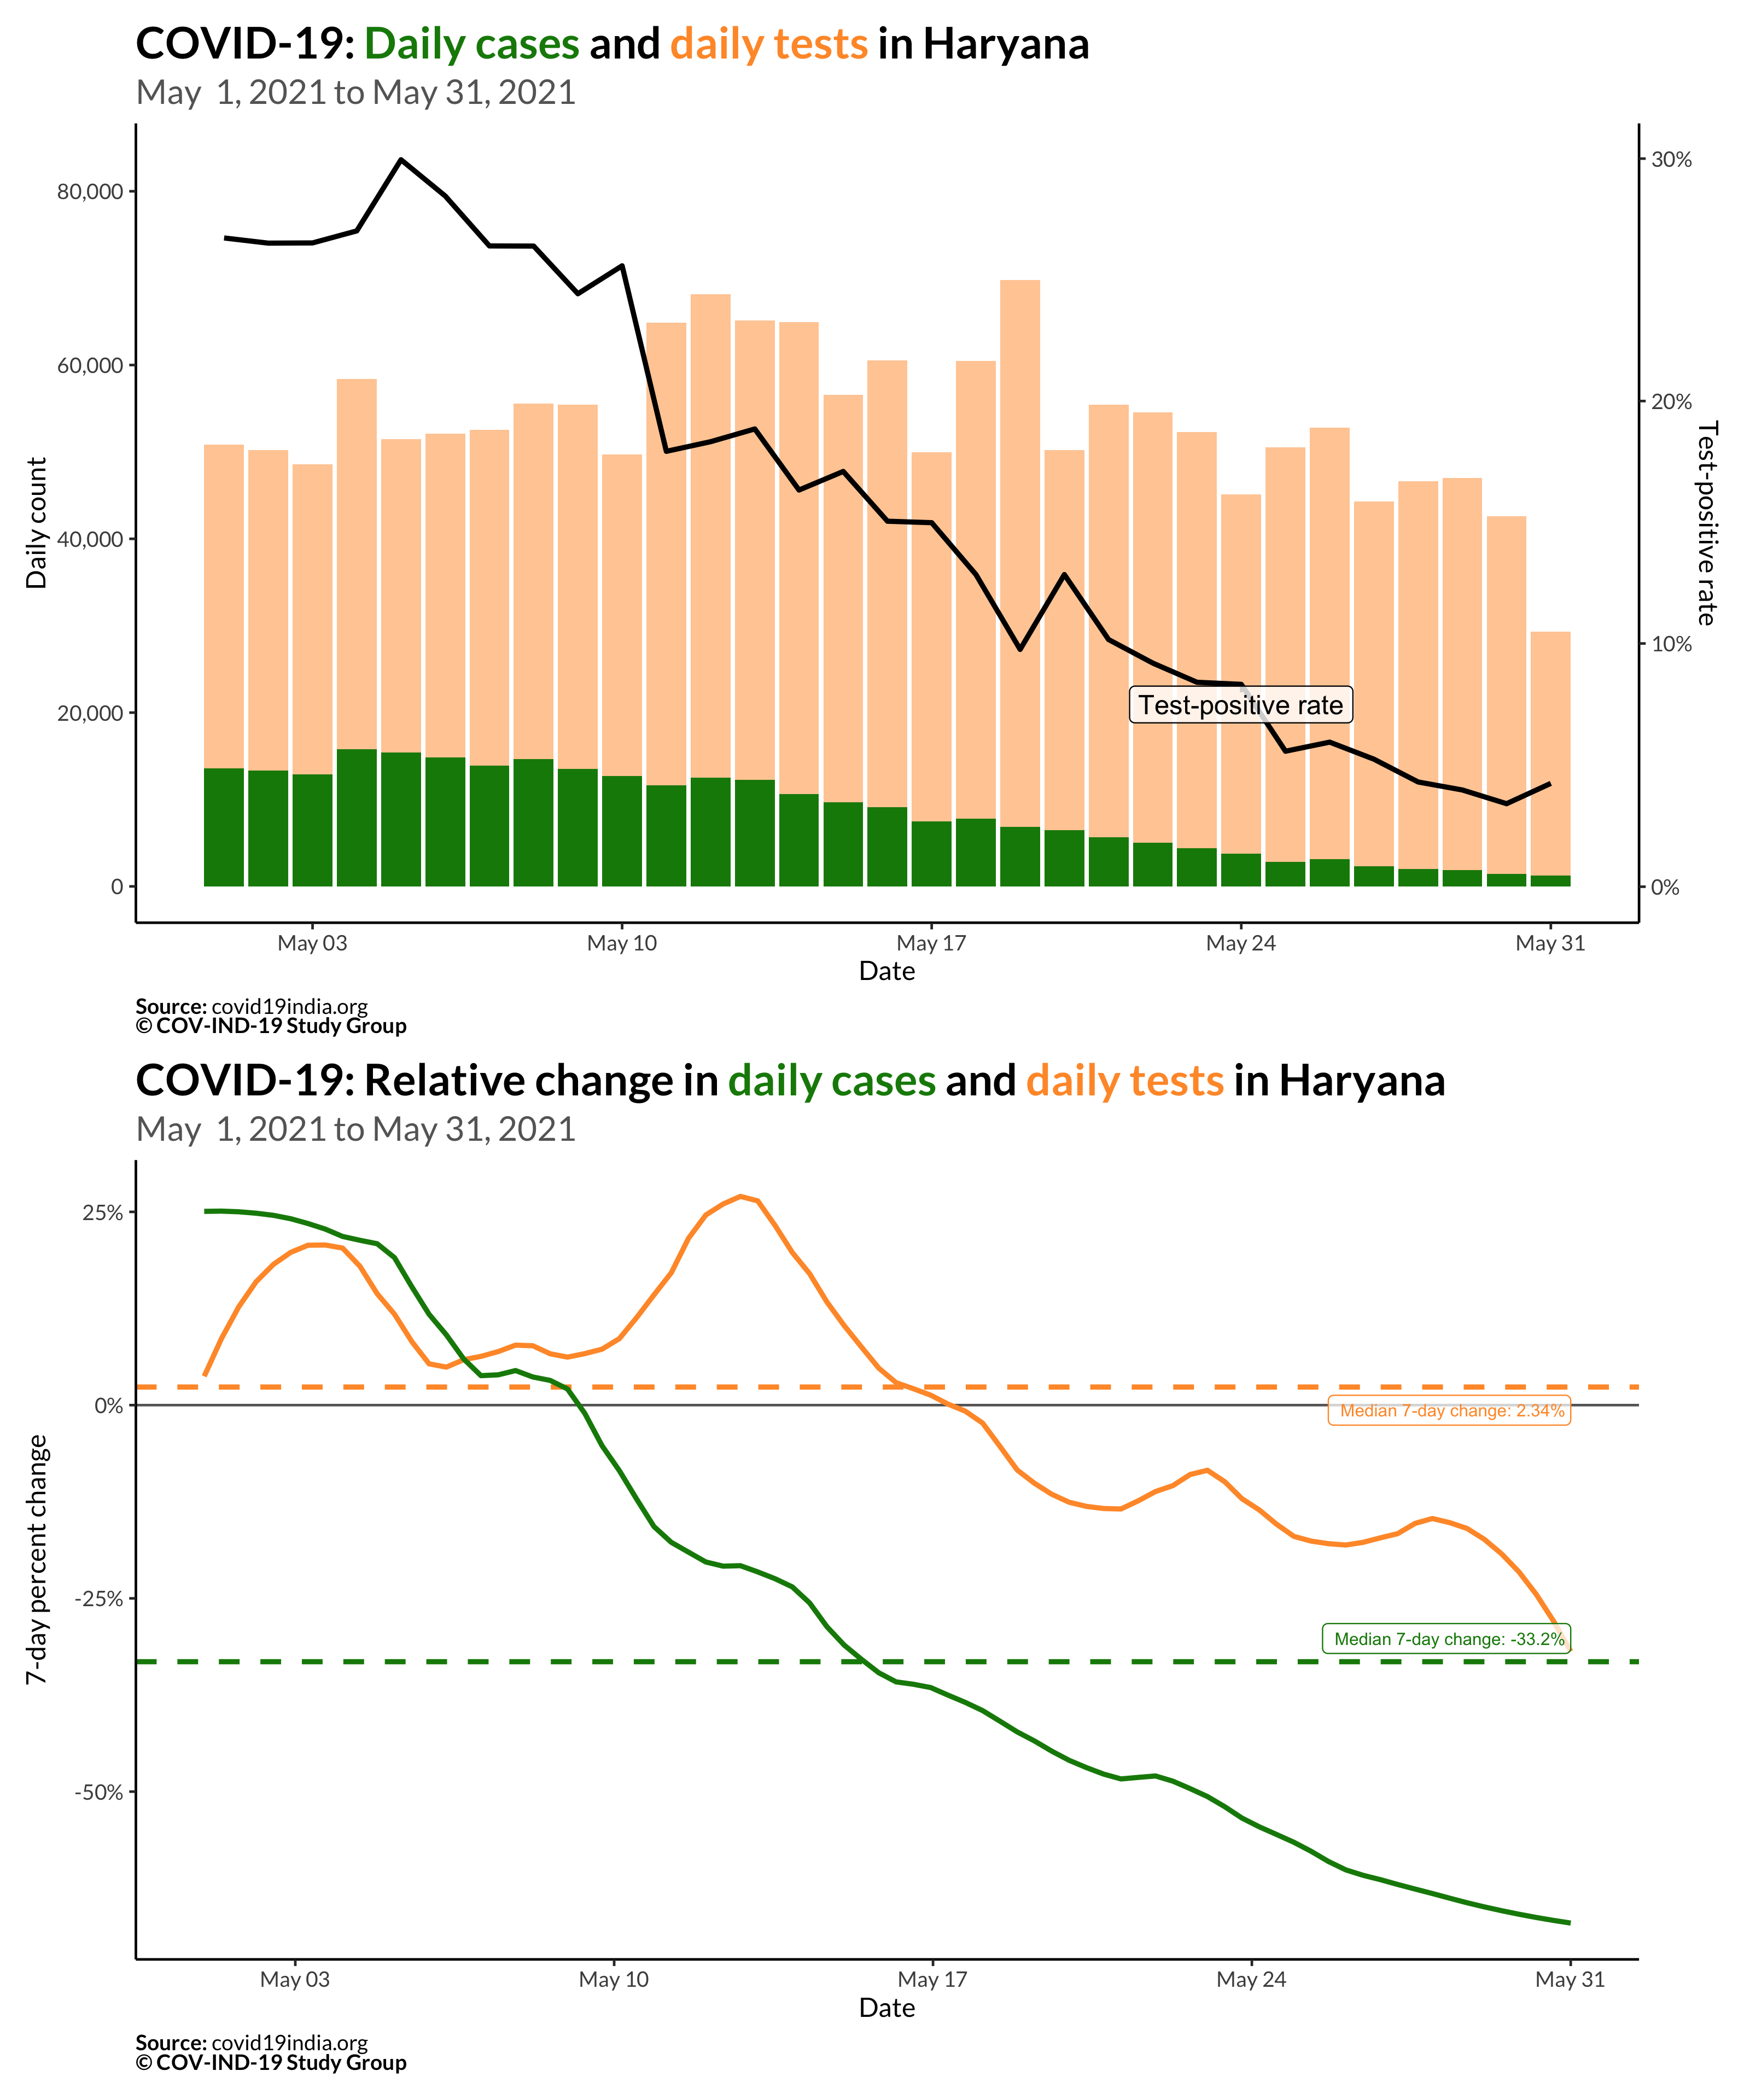 COVID-19: Daily cases and daily tests in Haryana
May 1, 2021 to May 31, 2021
80,000
60,000
40,000
20,000
0
Daily count
30%
20%
10%
0%
Test-positive rate
Test-positive rate
May 03
May 10
May 17
May 24
May 31
Date
Source: covid19india.org
© COV-IND-19 Study Group
COVID-19: Relative change in daily cases and daily tests in Haryana
May 1, 2021 to May 31, 2021
25%
0%
-25%
-50%
7-day percent change
Median 7-day change: 2.34%
Median 7-day change: -33.2%
May 03
May 10
May 17
May 24
May 31
Date
Source: covid19india.org
© COV-IND-19 Study Group